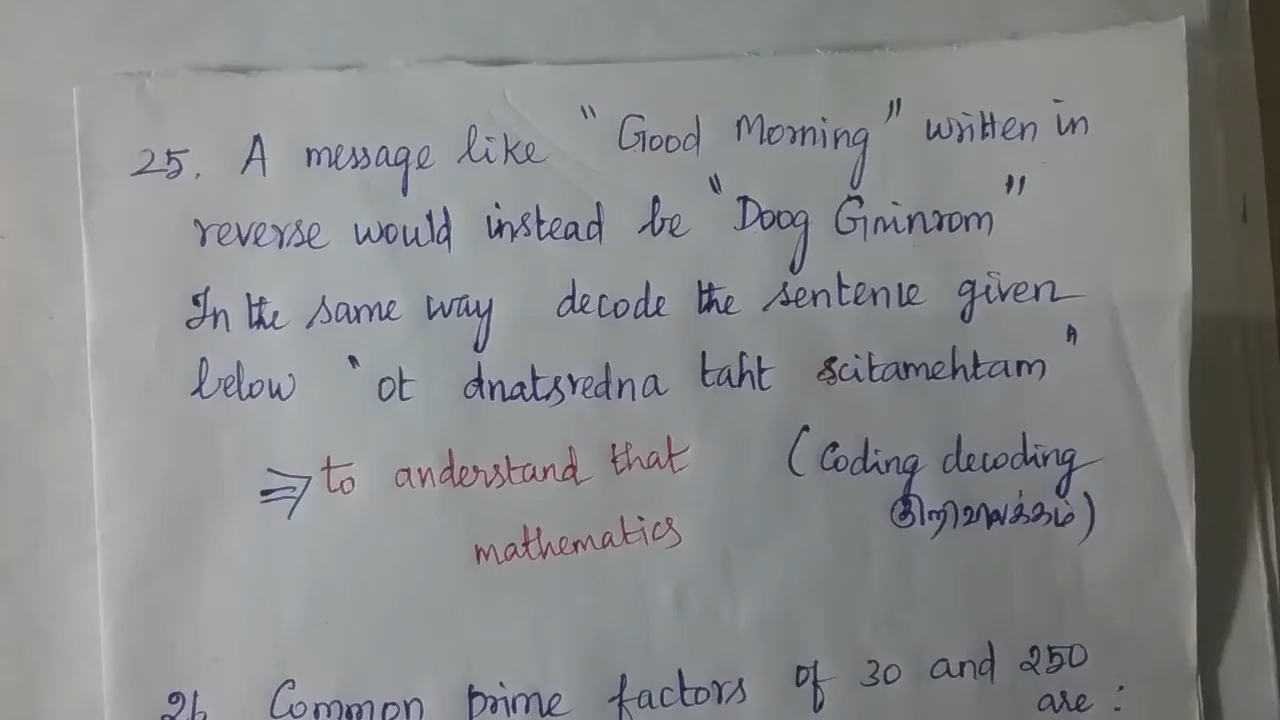 25. A message like "Good Morning" written in
reverse would instead be "Doog Gninrom"
In the same way decode the sentence given
below "ot dnatsredna taht scitamehtam"
⇒ to anderstand that (Coding decoding
mathematics குறியாக்கம்)
26. Common prime factors of 30 and 250
are: